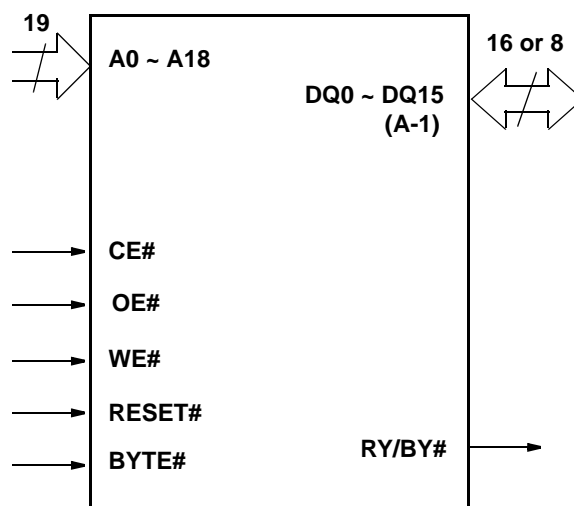 19
16 or 8
A0 ~ A18
DQ0 ~ DQ15
(A-1)
CE#
OE#
WE#
RESET#
RY/BY#
BYTE#